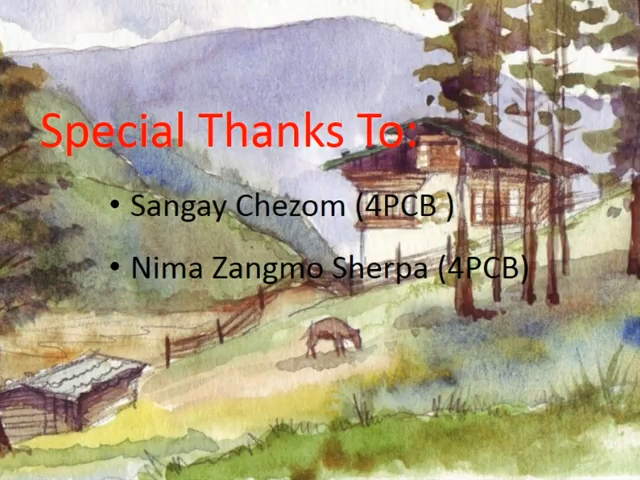 Special Thanks To:
• Sangay Chezom (4PCB )
• Nima Zangmo Sherpa (4PCB)